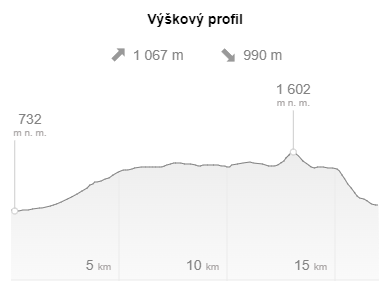 Výškový profil
1 067 m
990 m
1 602
m n. m.
732
m n. m.
5 km
10 km
15 km